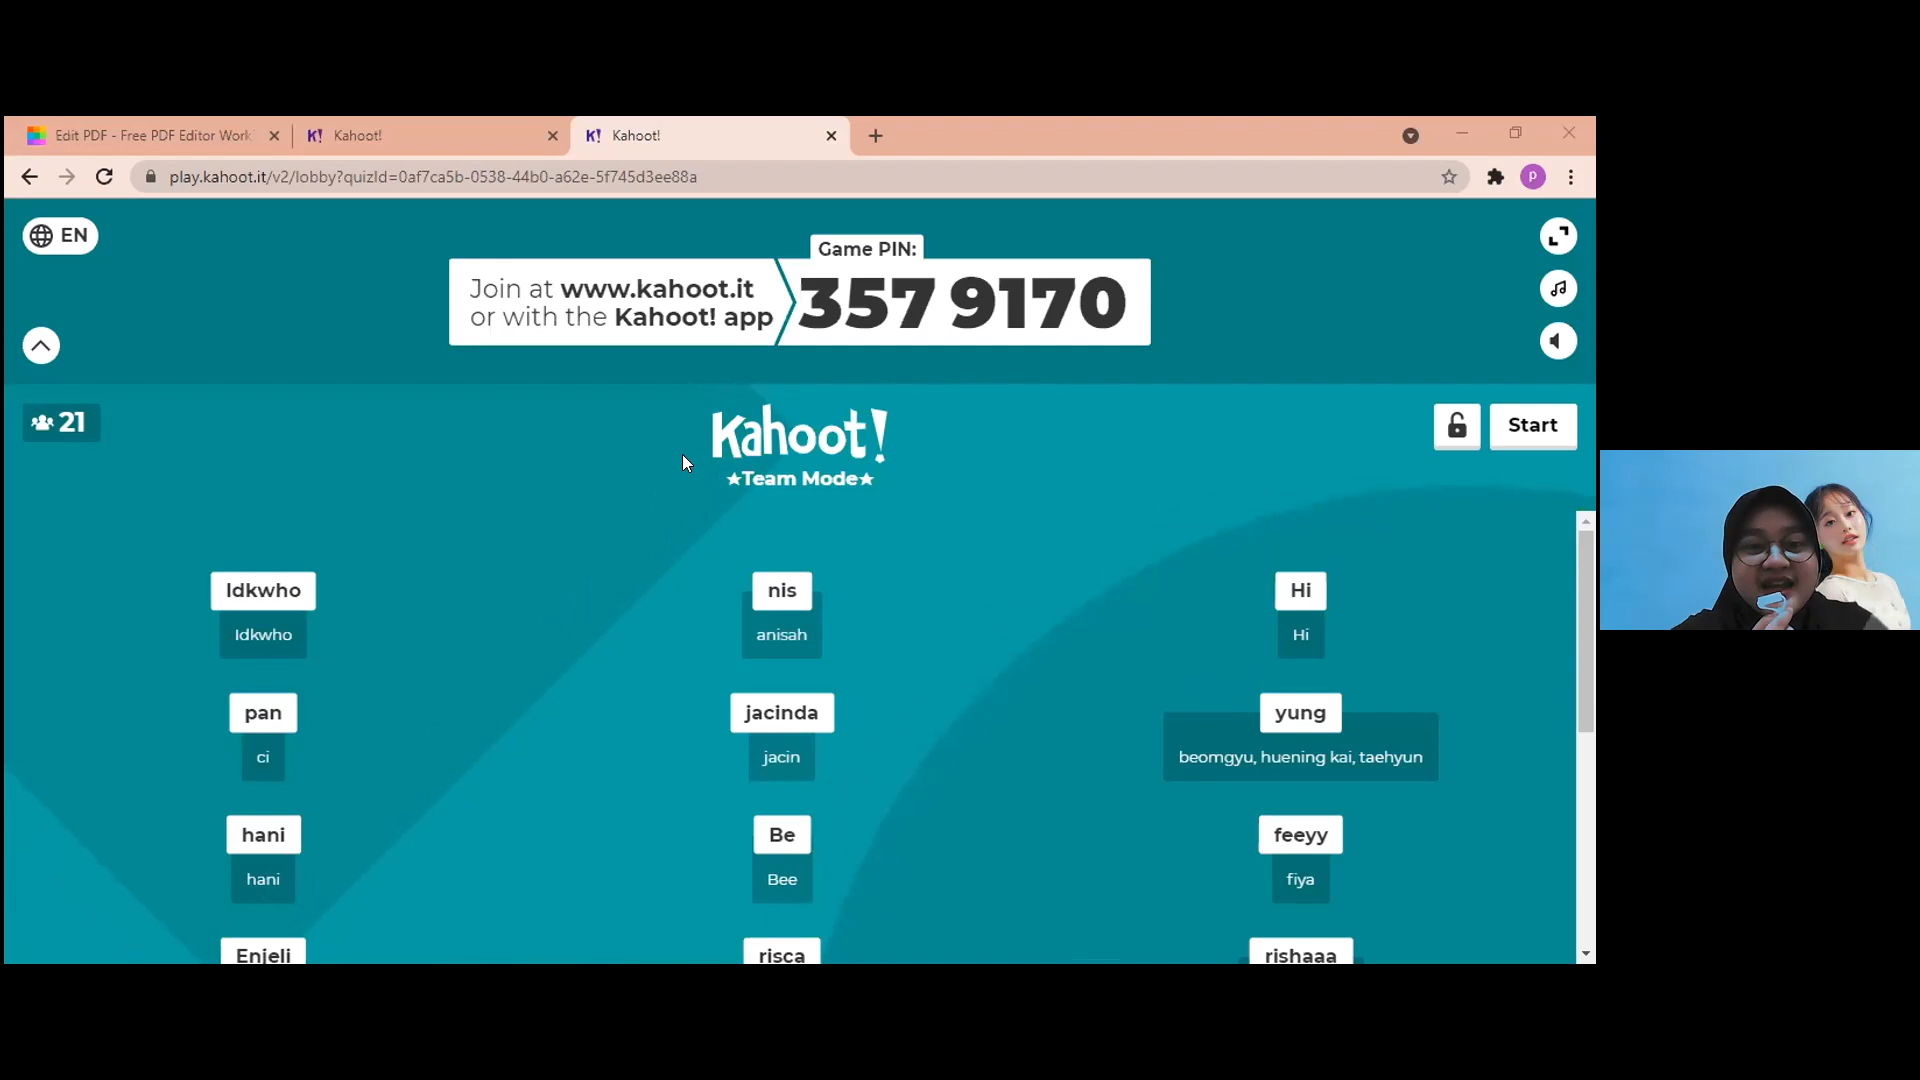 Edit PDF - Free PDF Editor Work
Kahoot!
Kahoot!
play.kahoot.it/v2/lobby?quizId=0af7ca5b-0538-44b0-a62e-5f745d3ee88a
P
EN
Game PIN:
Join at www.kahoot.it
or with the Kahoot! app
357 9170
21
Kahoot!
Team Mode
Start
Idkwho
Idkwho
nis
anisah
Hi
Hi
pan
ci
jacinda
jacin
yung
beomgyu, huening kai, taehyun
hani
hani
Be
Bee
feeyy
fiya
Enjeli
risca
rishaaa